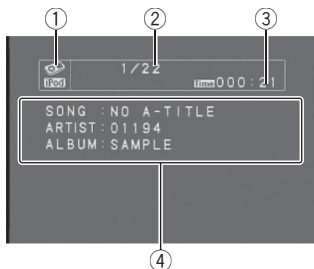 ① ② ③
1/22
iPod Time 000:21
SONG :NO A-TITLE
ARTIST:01194
ALBUM:SAMPLE
④